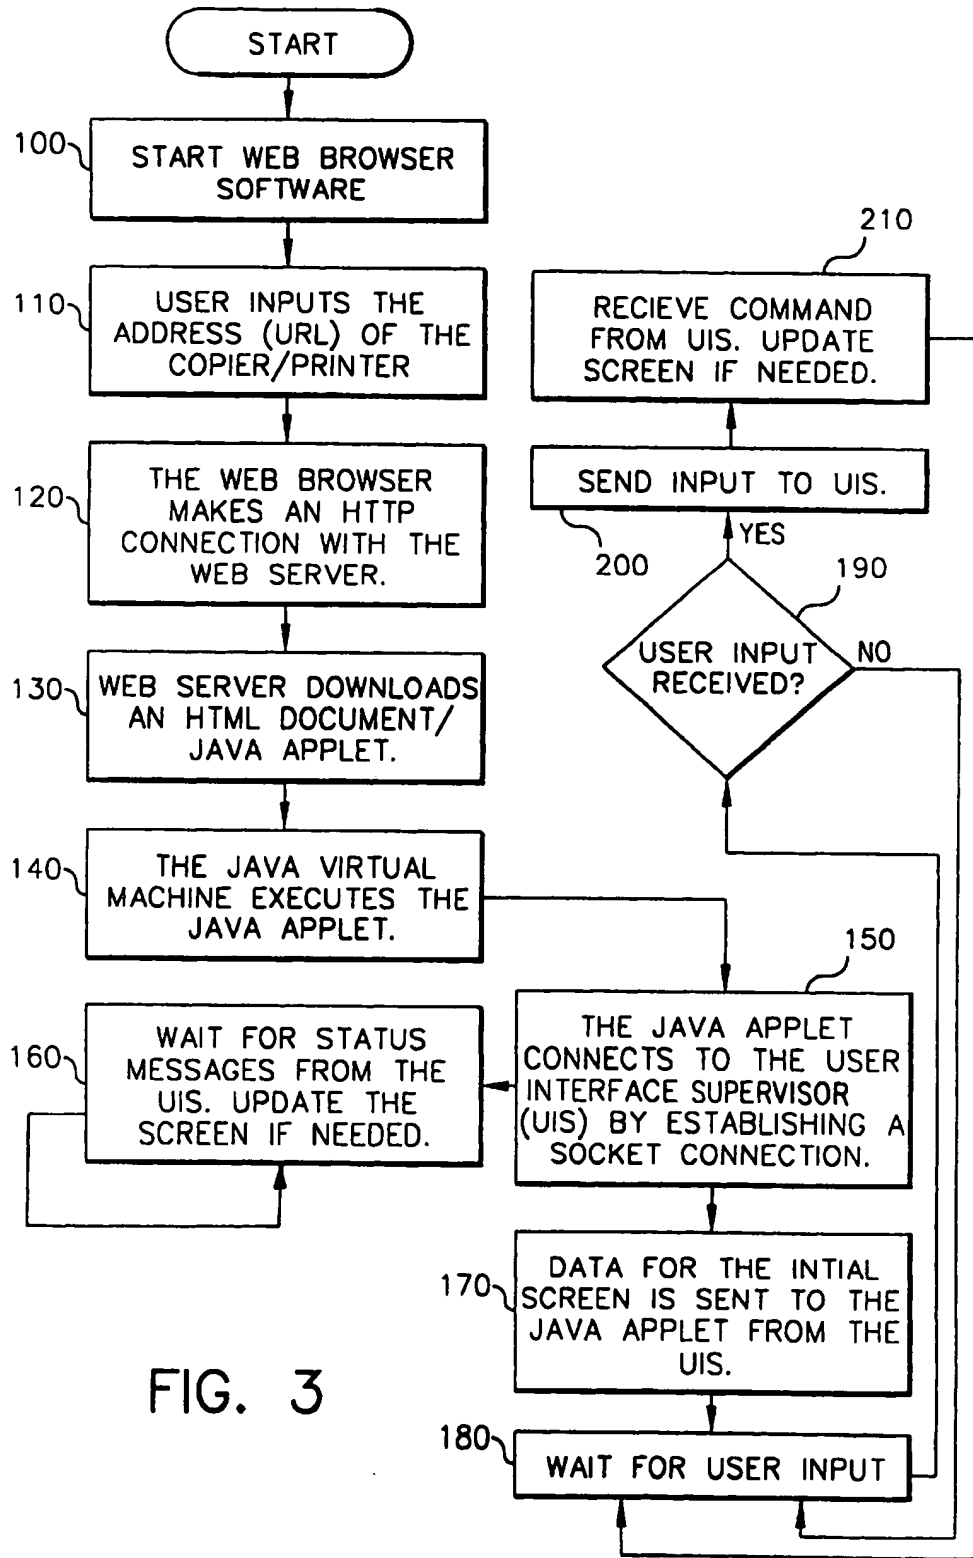 START
100
START WEB BROWSER
SOFTWARE
110
USER INPUTS THE
ADDRESS (URL) OF THE
COPIER/PRINTER
120
THE WEB BROWSER
MAKES AN HTTP
CONNECTION WITH THE
WEB SERVER.
130
WEB SERVER DOWNLOADS
AN HTML DOCUMENT/
JAVA APPLET.
140
THE JAVA VIRTUAL
MACHINE EXECUTES THE
JAVA APPLET.
150
THE JAVA APPLET
CONNECTS TO THE USER
INTERFACE SUPERVISOR
(UIS) BY ESTABLISHING A
SOCKET CONNECTION.
160
WAIT FOR STATUS
MESSAGES FROM THE
UIS. UPDATE THE
SCREEN IF NEEDED.
170
DATA FOR THE INTIAL
SCREEN IS SENT TO THE
JAVA APPLET FROM THE
UIS.
180
WAIT FOR USER INPUT
190
USER INPUT
RECEIVED?
NO
YES
200
SEND INPUT TO UIS.
210
RECIEVE COMMAND
FROM UIS. UPDATE
SCREEN IF NEEDED.
FIG. 3